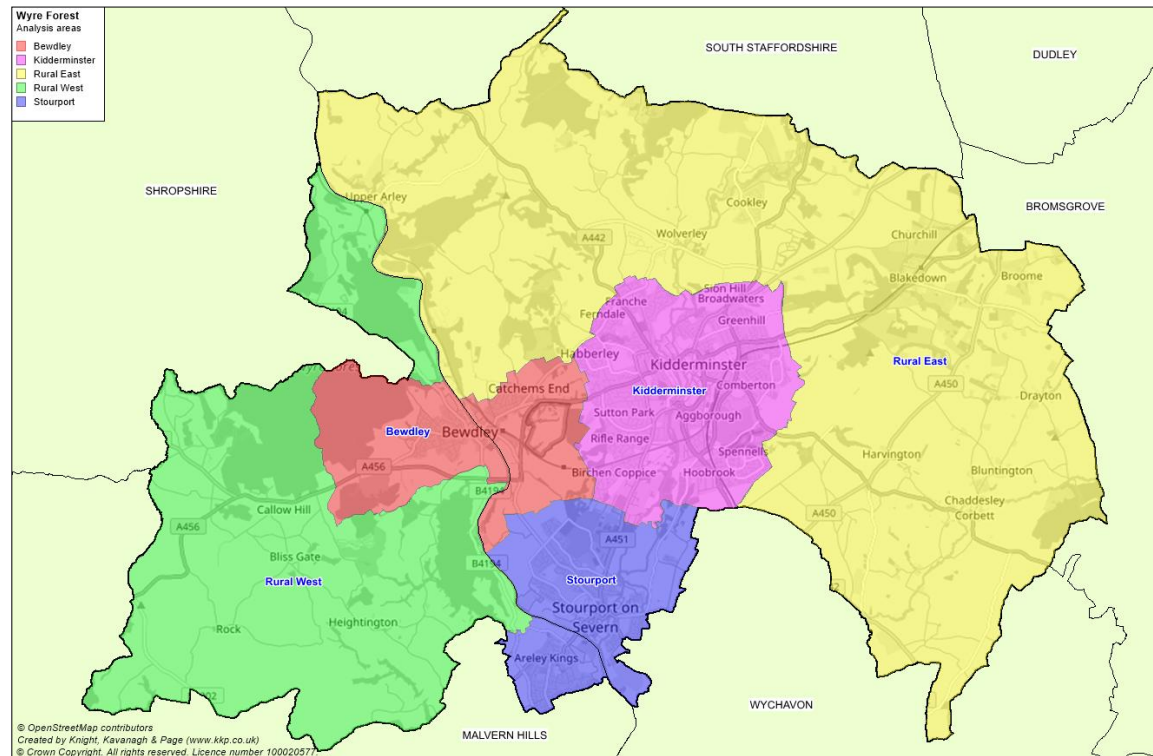 Wyre Forest
Analysis areas
Bewdley
Kidderminster
Rural East
Rural West
Stourport
SOUTH STAFFORDSHIRE
DUDLEY
SHROPSHIRE
BROMSGROVE
Upper Arley
Cookley
A442
Wolverley
Churchill
Blakedown
Broome
Sion Hill
Franche
Broadwaters
Ferndale
Greenhill
Habberley
Kidderminster
Rural East
Kidderminster
Comberton
A450
Drayton
Catchems End
Sutton Park
Aggborough
Bewdley
Bewdley
Rifle Range
Spennells
Harvington
A456
Birchen Coppice
Hoobrook
Bluntington
B4194
Chaddesley
Corbett
Callow Hill
A456
A450
A451
Bliss Gate
B4194
Rural West
Stourport
Stourport on
Severn
Rock
Heightington
Areley Kings
WYCHAVON
MALVERN HILLS
© OpenStreetMap contributors
Created by Knight, Kavanagh & Page (www.kkp.co.uk)
© Crown Copyright. All rights reserved. Licence number 100020577.